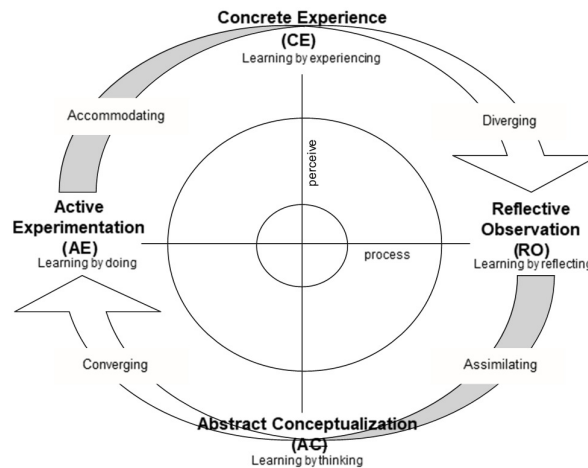 Concrete Experience
(CE)
Learning by experiencing
Accommodating
Diverging
perceive
Active
Experimentation
(AE)
Learning by doing
process
Reflective
Observation
(RO)
Learning by reflecting
Converging
Assimilating
Abstract Conceptualization
(AC)
Learning by thinking